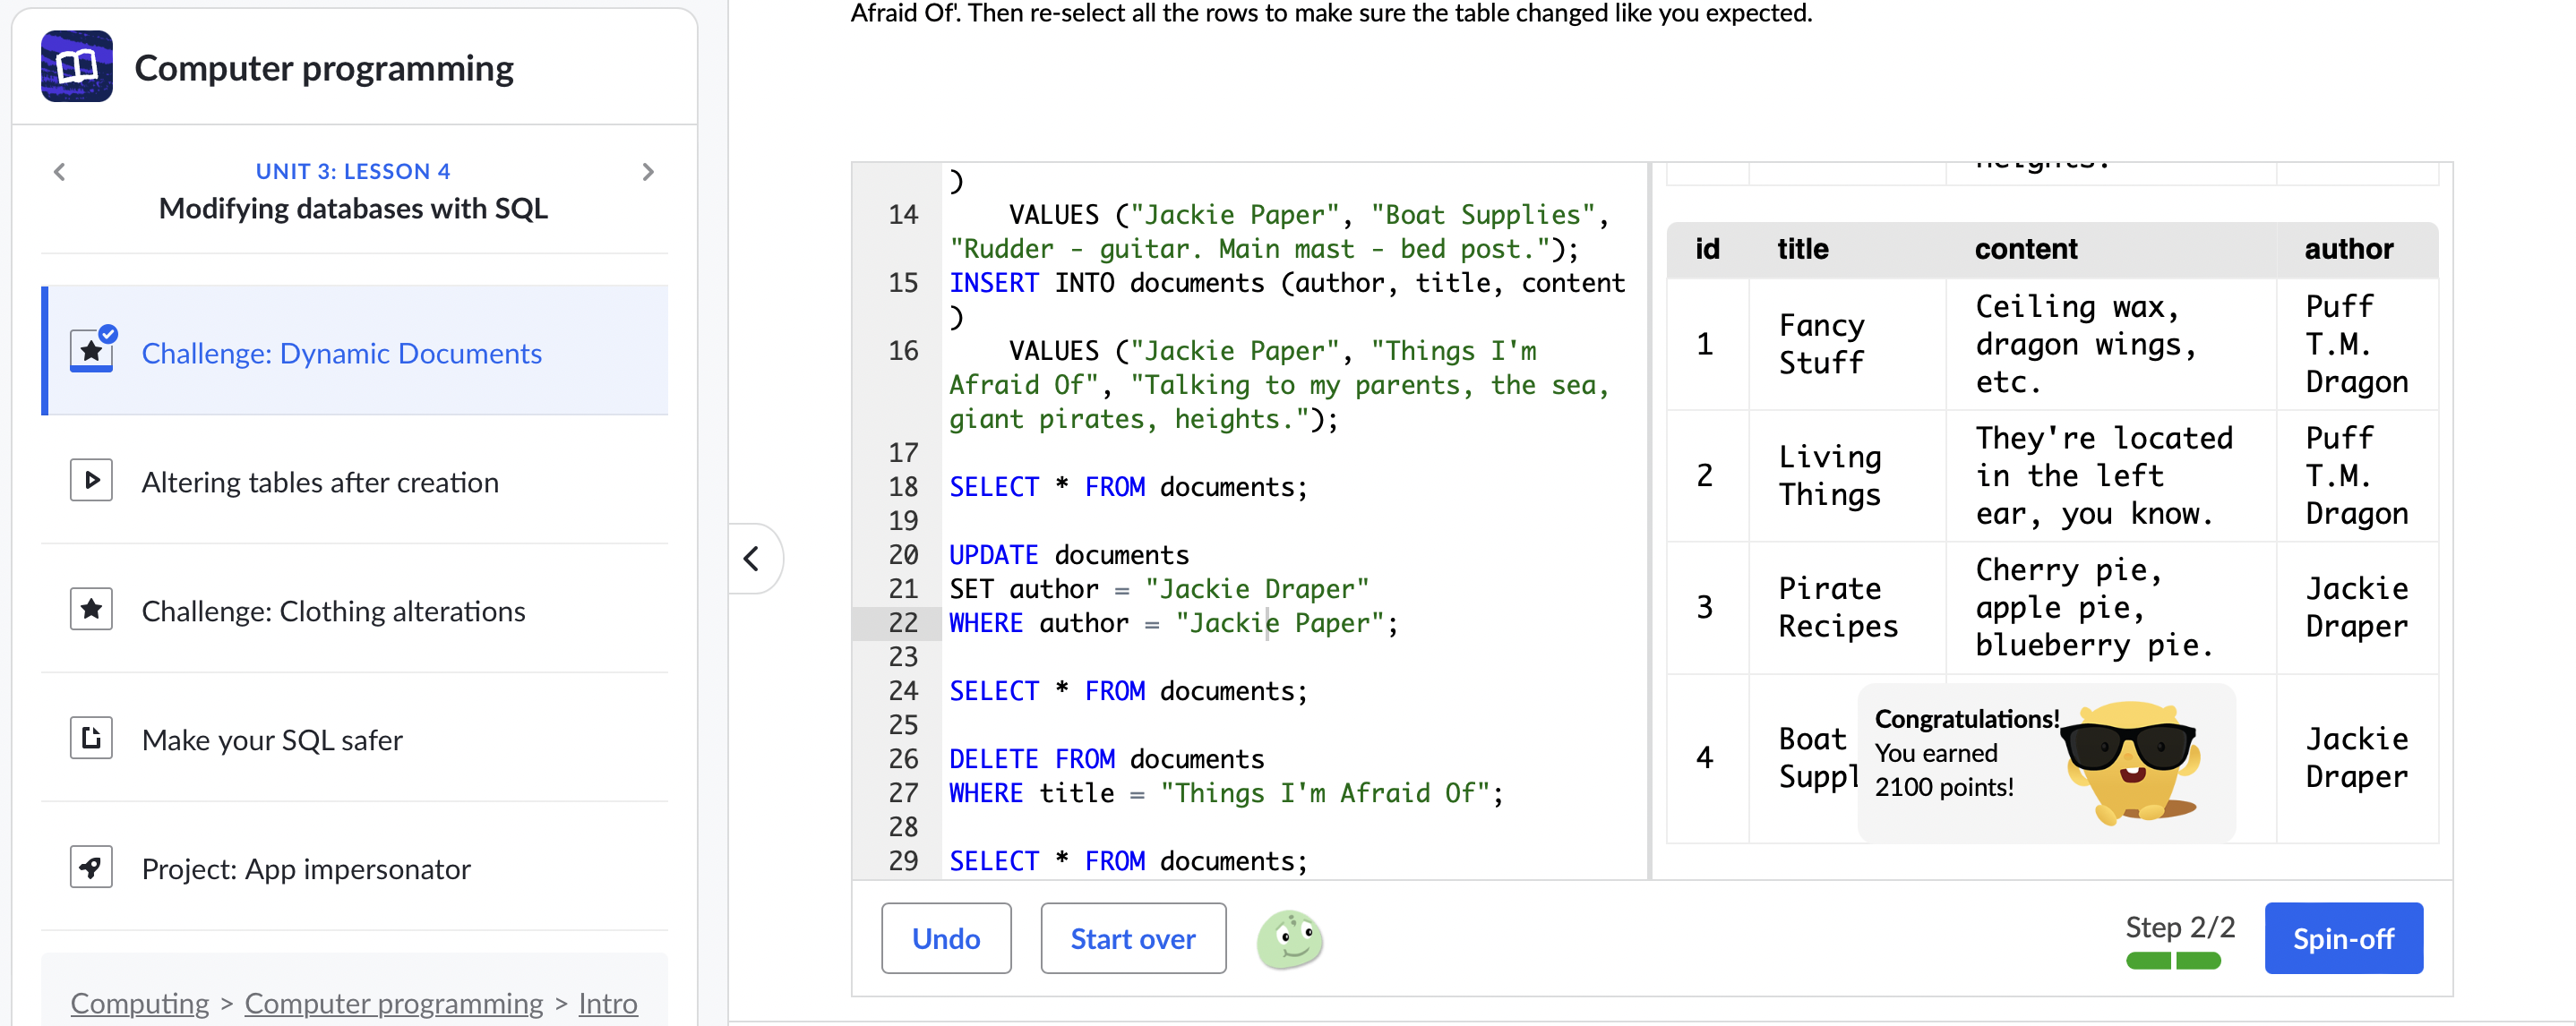 Afraid Of'. Then re-select all the rows to make sure the table changed like you expected.
Computer programming
UNIT 3: LESSON 4
Modifying databases with SQL
Challenge: Dynamic Documents
Altering tables after creation
Challenge: Clothing alterations
Make your SQL safer
Project: App impersonator
Computing > Computer programming > Intro
)
14 VALUES ("Jackie Paper", "Boat Supplies",
"Rudder - guitar. Main mast - bed post.");
15 INSERT INTO documents (author, title, content
)
16 VALUES ("Jackie Paper", "Things I'm
Afraid Of", "Talking to my parents, the sea,
giant pirates, heights.");
17
18 SELECT * FROM documents;
19
20 UPDATE documents
21 SET author = "Jackie Draper"
22 WHERE author = "Jackie Paper";
23
24 SELECT * FROM documents;
25
26 DELETE FROM documents
27 WHERE title = "Things I'm Afraid Of";
28
29 SELECT * FROM documents;
heights.
id title content author
1
Fancy
Stuff
Ceiling wax,
dragon wings,
etc.
Puff
T.M.
Dragon
2
Living
Things
They're located
in the left
ear, you know.
Puff
T.M.
Dragon
3
Pirate
Recipes
Cherry pie,
apple pie,
blueberry pie.
Jackie
Draper
4
Boat
Suppl
Jackie
Draper
Congratulations!
You earned
2100 points!
Undo
Start over
Step 2/2
Spin-off